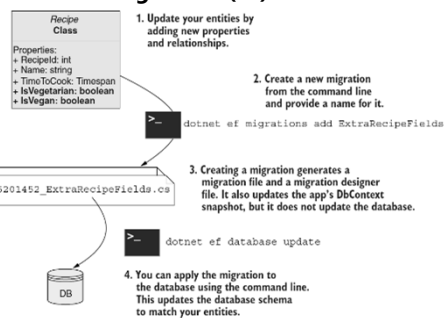 Recipe
Class
Properties:
+ RecipeId: int
+ Name: string
+ TimeToCook: Timespan
+ IsVegetarian: boolean
+ IsVegan: boolean
1. Update your entities by
adding new properties
and relationships.
2. Create a new migration
from the command line
and provide a name for it.
>_ dotnet ef migrations add ExtraRecipeFields
3. Creating a migration generates a
migration file and a migration designer
file. It also updates the app's DbContext
snapshot, but it does not update the database.
6201452_ExtraRecipeFields.cs
>_ dotnet ef database update
4. You can apply the migration to
the database using the command line.
This updates the database schema
to match your entities.
DB